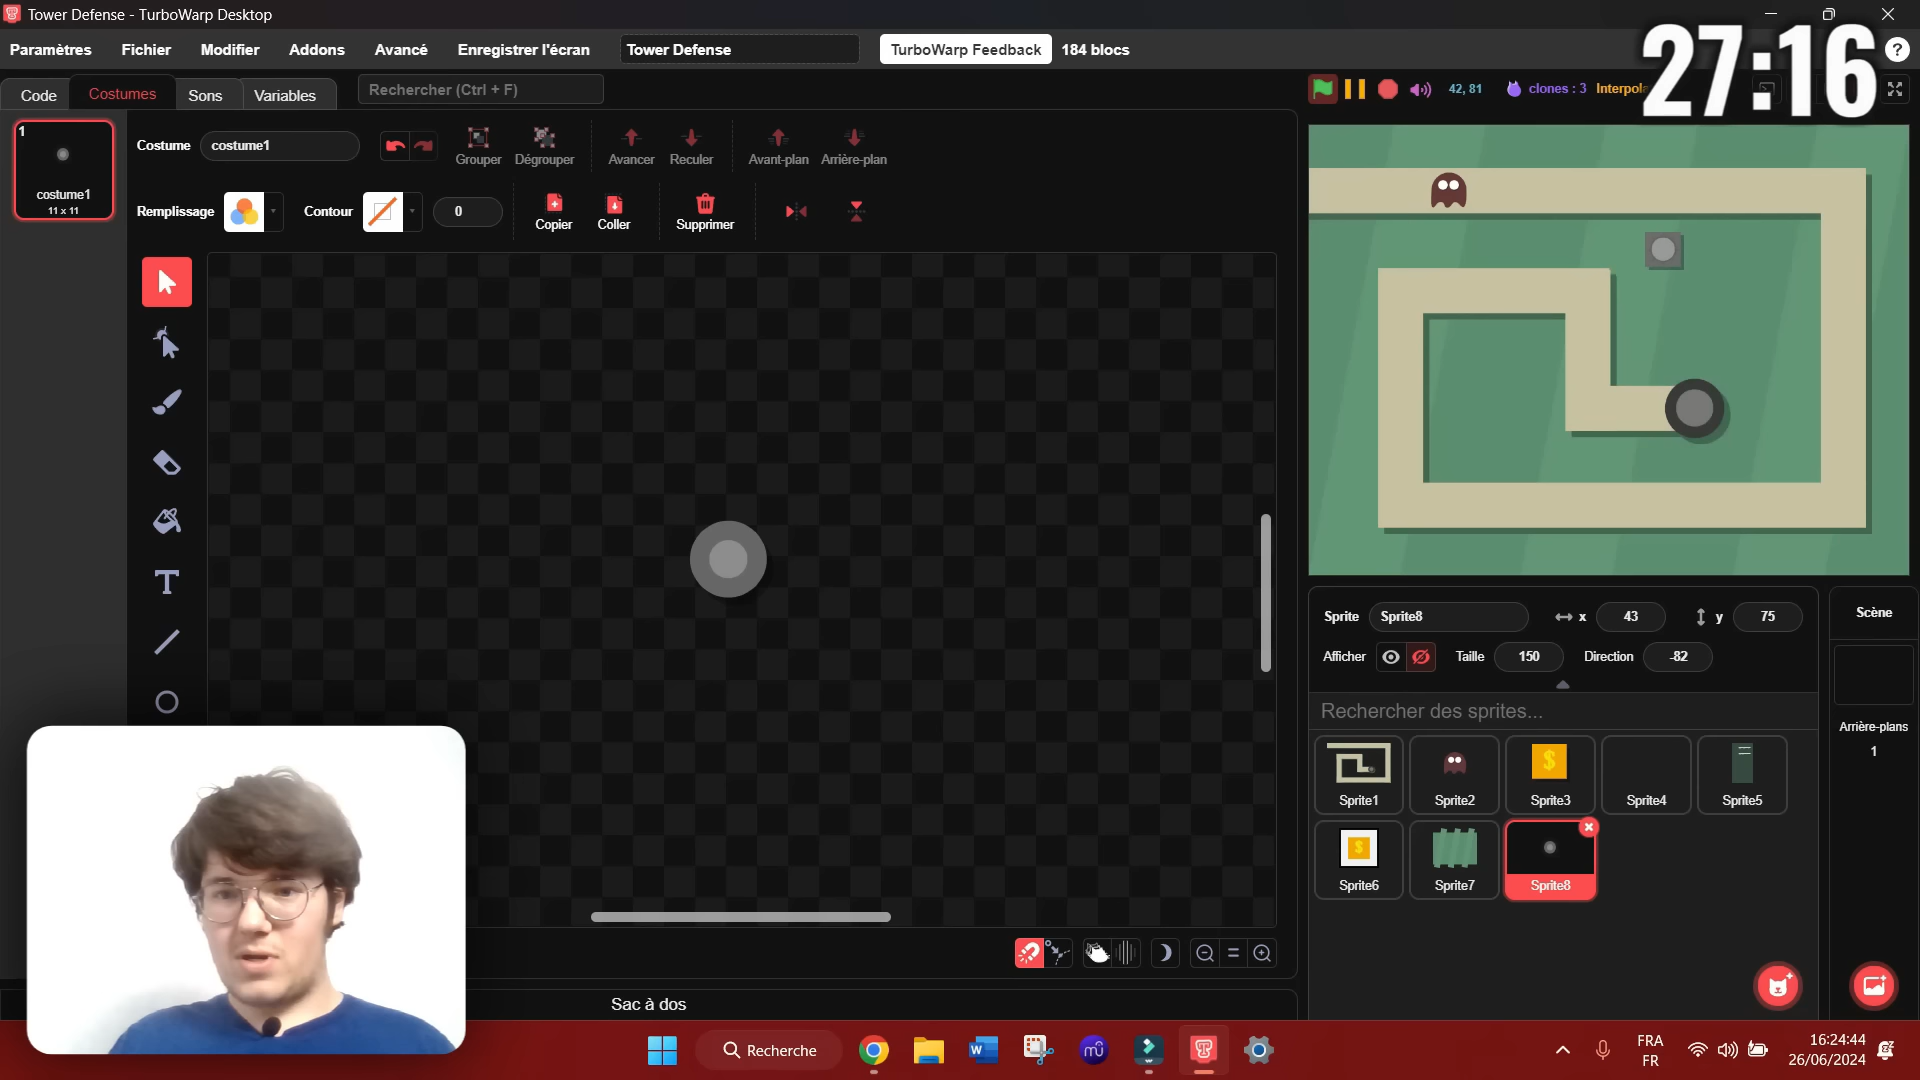 Tower Defense - TurboWarp Desktop
Paramètres Fichier Modifier Addons Avancé Enregistrer l'écran Tower Defense TurboWarp Feedback 184 blocs ?
27:16
Code Costumes Sons Variables Rechercher (Ctrl + F)
42, 81 clones : 3 Interpol
1
costume1
11 x 11
Costume costume1
Grouper Dégrouper Avancer Reculer Avant-plan Arrière-plan
Remplissage Contour 0
Copier Coller Supprimer
T
Sprite Sprite8 x 43 y 75
Afficher Taille 150 Direction -82
Rechercher des sprites...
Sprite1 Sprite2 Sprite3 Sprite4 Sprite5
Sprite6 Sprite7 Sprite8
$
$
Scène
Arrière-plans
1
Sac à dos
Recherche
W
mü
FRA
FR
16:24:44
26/06/2024